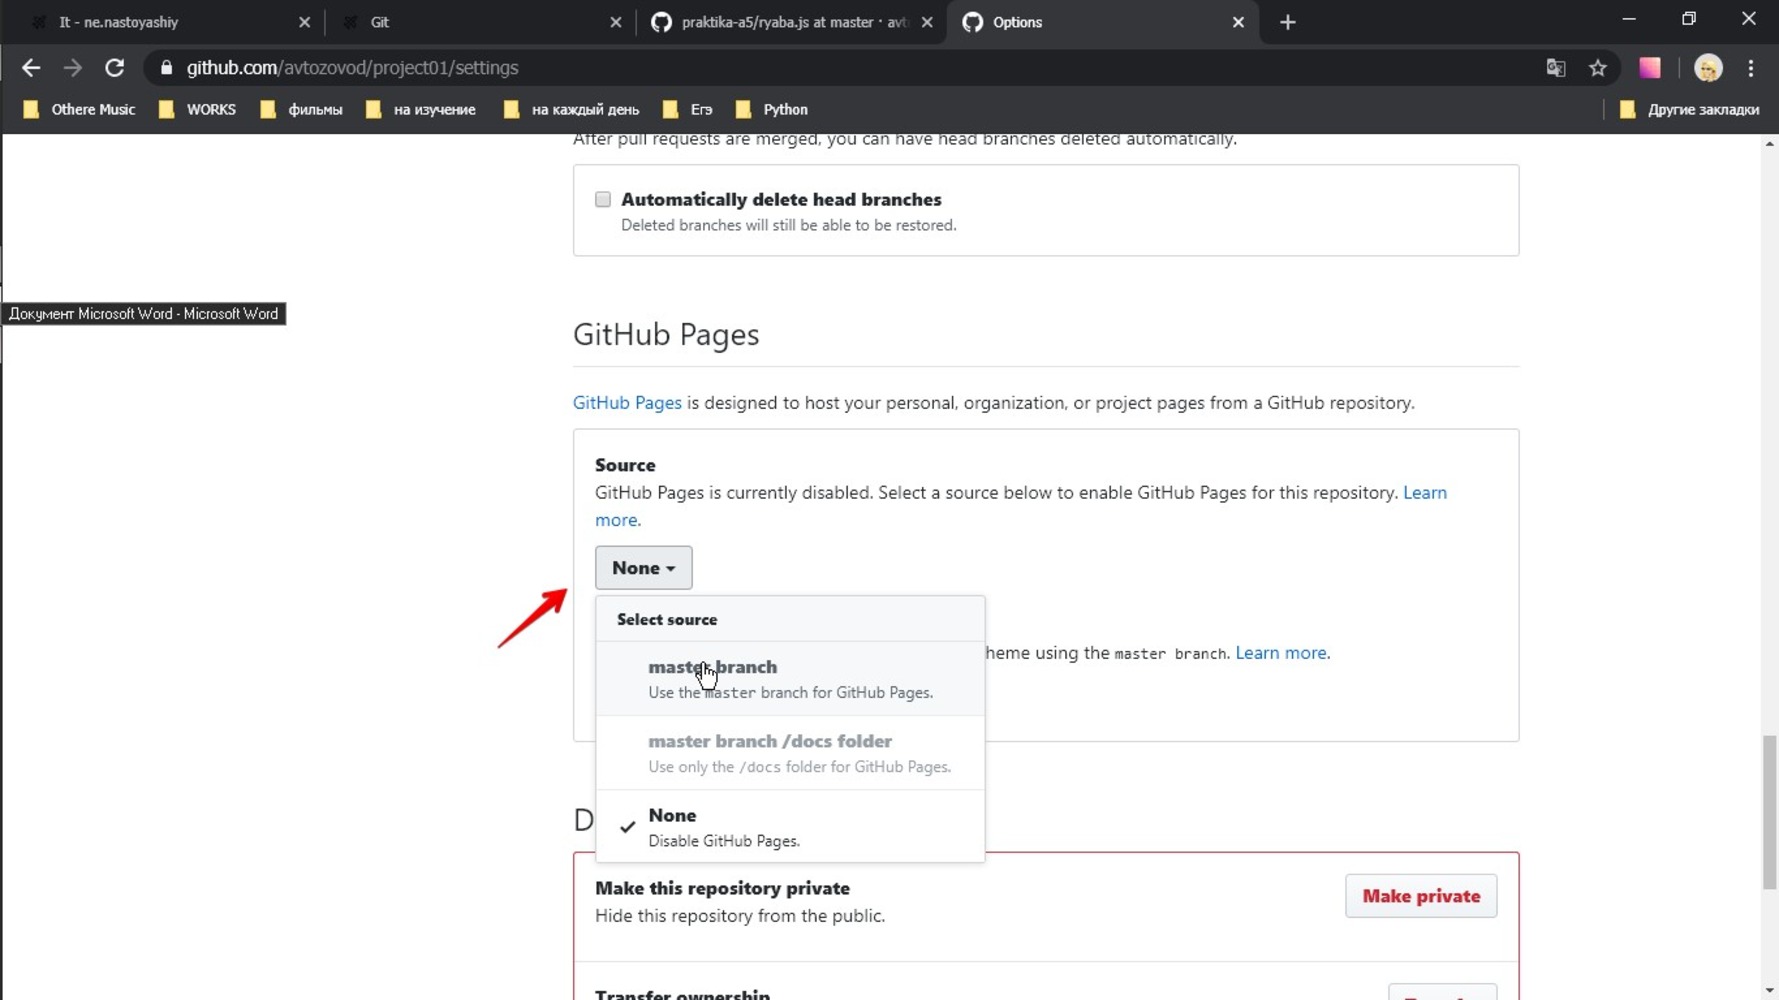 It - ne.nastoyashiy
Git
praktika-a5/ryaba.js at master · avto
Options
github.com/avtozovod/project01/settings
Othere Music
WORKS
фильмы
на изучение
на каждый день
Егэ
Python
Другие закладки
After pull requests are merged, you can have head branches deleted automatically.
Automatically delete head branches
Deleted branches will still be able to be restored.
Документ Microsoft Word - Microsoft Word
GitHub Pages
GitHub Pages is designed to host your personal, organization, or project pages from a GitHub repository.
Source
GitHub Pages is currently disabled. Select a source below to enable GitHub Pages for this repository. Learn
more.
None
Select source
master branch
heme using the master branch. Learn more.
Use the master branch for GitHub Pages.
master branch /docs folder
Use only the /docs folder for GitHub Pages.
None
D
Disable GitHub Pages.
Make this repository private
Make private
Hide this repository from the public.
Transfer ownership